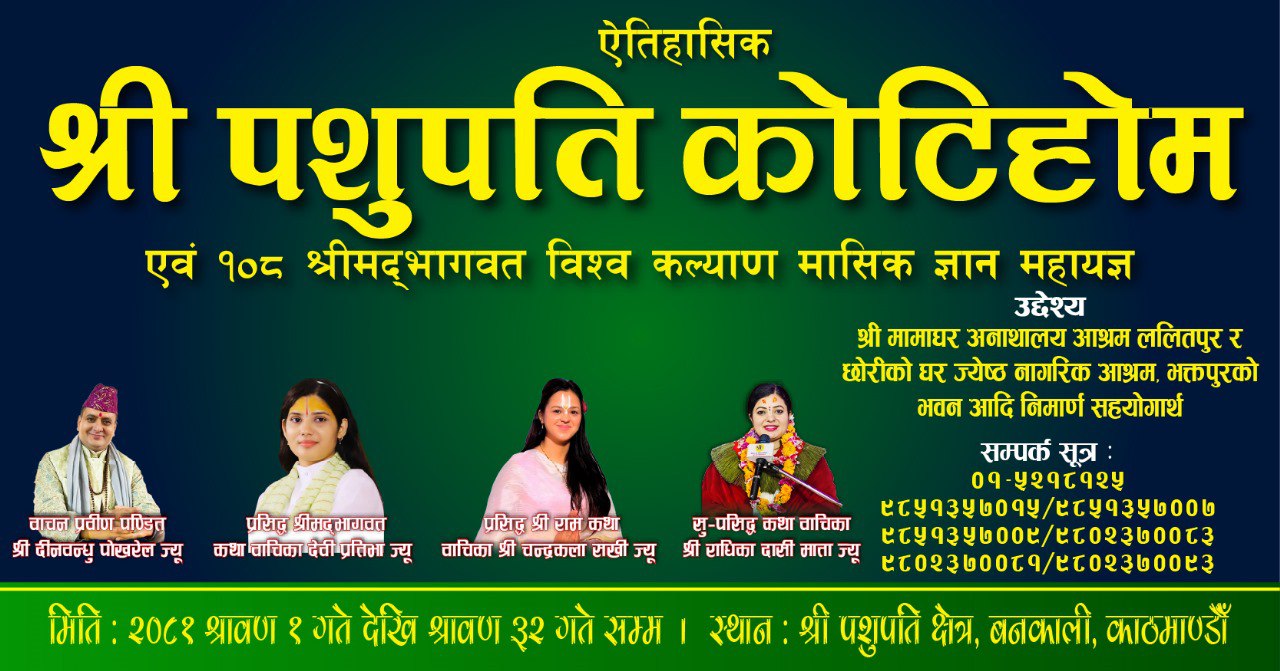 ऐतिहासिक
श्री पशुपति कोटिहोम
एवं १०८ श्रीमद्‌भागवत विश्व कल्याण मासिक ज्ञान महायज्ञ
उद्देश्य
श्री मामाघर अनाथालय आश्रम ललितपुर र
छोरीको घर ज्येष्ठ नागरिक आश्रम, भक्तपुरको
भवन आदि निमार्ण सहयोगार्थ
सम्पर्क सूत्र :
०१-५२१८१२५
९८५१३५७०१५/९८५१३५७००७
९८५१३५७००९/९८०२३७००८३
९८०२३७००८१/९८०२३७००९३
वाचन प्रवीण पण्डित
श्री दीनवन्धु पोखरेल ज्यू
प्रसिद्ध श्रीमद्‌भागवत
कथा वाचिका देवी प्रतिभा ज्यू
प्रसिद्ध श्री राम कथा
वाचिका श्री चन्द्रकला सखी ज्यू
सु-परसिद्ध कथा वाचिका
श्री राधिका दासी माता ज्यू
मिति : २०८१ श्रावण १ गते देखि श्रावण ३२ गते सम्म । स्थान : श्री पशुपति क्षेत्र, बनकाली, काठमाण्डौँ